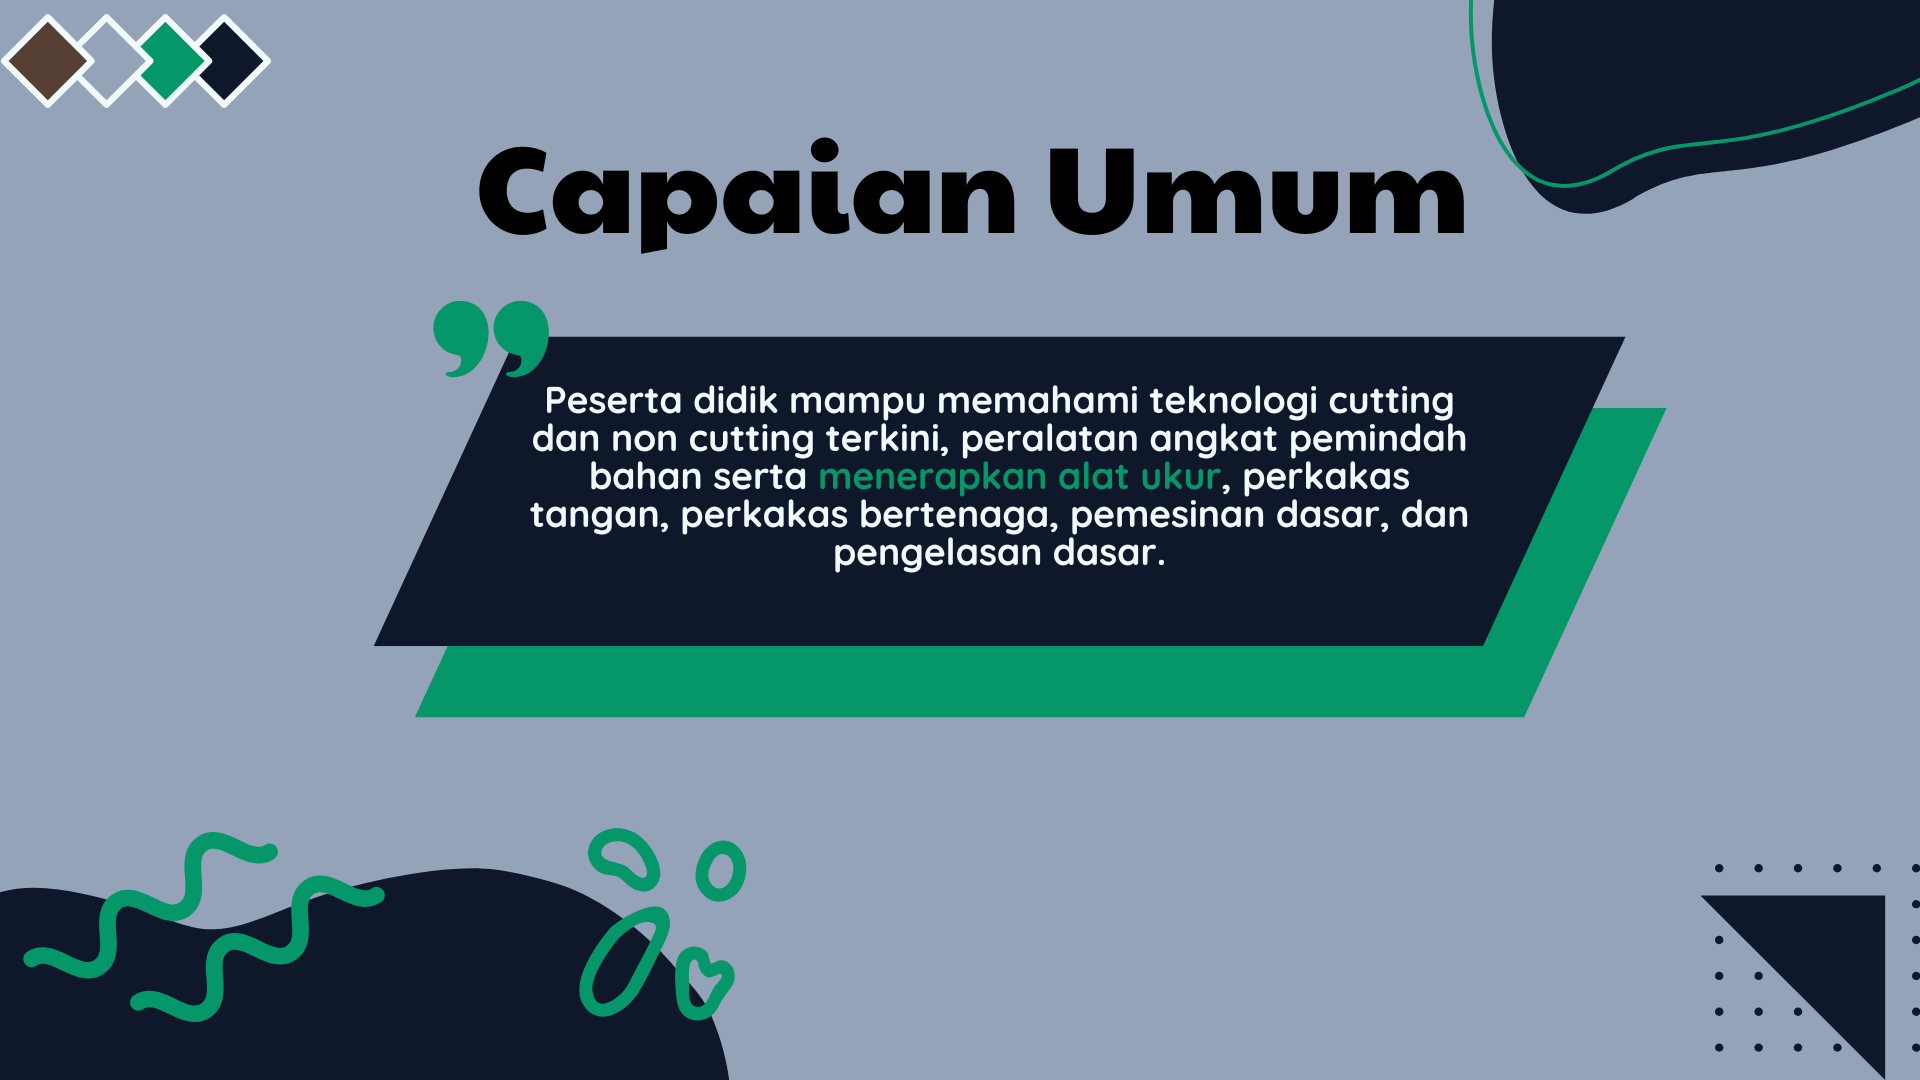 Capaian Umum
Peserta didik mampu memahami teknologi cutting
dan non cutting terkini, peralatan angkat pemindah
bahan serta menerapkan alat ukur, perkakas
tangan, perkakas bertenaga, pemesinan dasar, dan
pengelasan dasar.